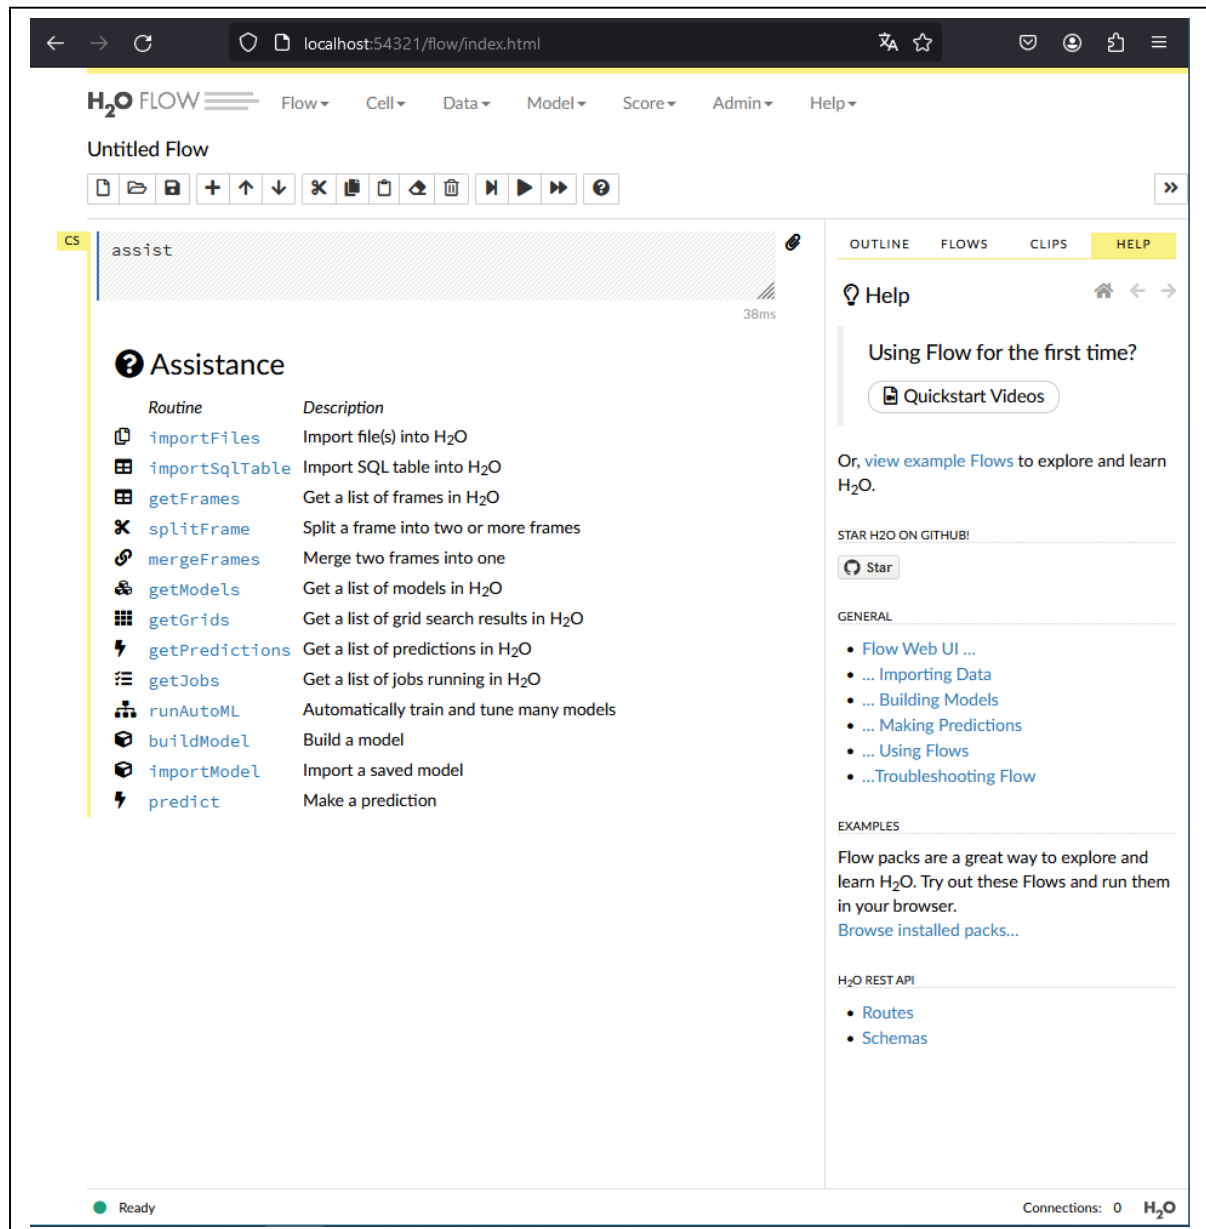 localhost:54321/flow/index.html
H2O FLOW Flow Cell Data Model Score Admin Help
Untitled Flow
CS
assist
38ms
Assistance
Routine Description
importFiles Import file(s) into H2O
importSqlTable Import SQL table into H2O
getFrames Get a list of frames in H2O
splitFrame Split a frame into two or more frames
mergeFrames Merge two frames into one
getModels Get a list of models in H2O
getGrids Get a list of grid search results in H2O
getPredictions Get a list of predictions in H2O
getJobs Get a list of jobs running in H2O
runAutoML Automatically train and tune many models
buildModel Build a model
importModel Import a saved model
predict Make a prediction
OUTLINE FLOWS CLIPS HELP
Help
Using Flow for the first time?
Quickstart Videos
Or, view example Flows to explore and learn
H2O.
STAR H2O ON GITHUB!
Star
GENERAL
• Flow Web UI ...
• ... Importing Data
• ... Building Models
• ... Making Predictions
• ... Using Flows
• ...Troubleshooting Flow
EXAMPLES
Flow packs are a great way to explore and
learn H2O. Try out these Flows and run them
in your browser.
Browse installed packs...
H2O REST API
• Routes
• Schemas
Ready
Connections: 0 H2O